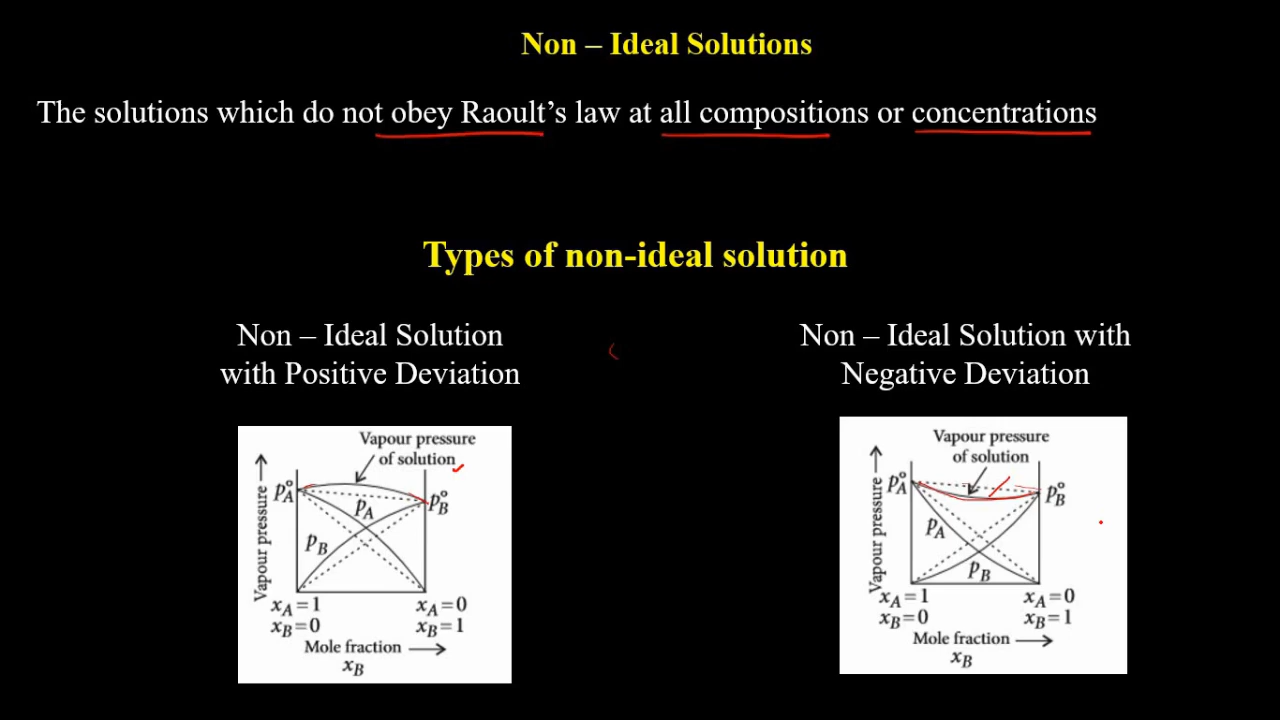 Non – Ideal Solutions
The solutions which do not obey Raoult’s law at all compositions or concentrations
Types of non-ideal solution
Non – Ideal Solution
with Positive Deviation
Vapour pressure
of solution
Vapour pressure
p°A
p°B
pA
pB
xA=1
xA=0
xB=0
xB=1
Mole fraction
xB
Non – Ideal Solution with
Negative Deviation
Vapour pressure
of solution
Vapour pressure
p°A
p°B
pA
pB
xA=1
xA=0
xB=0
xB=1
Mole fraction
xB